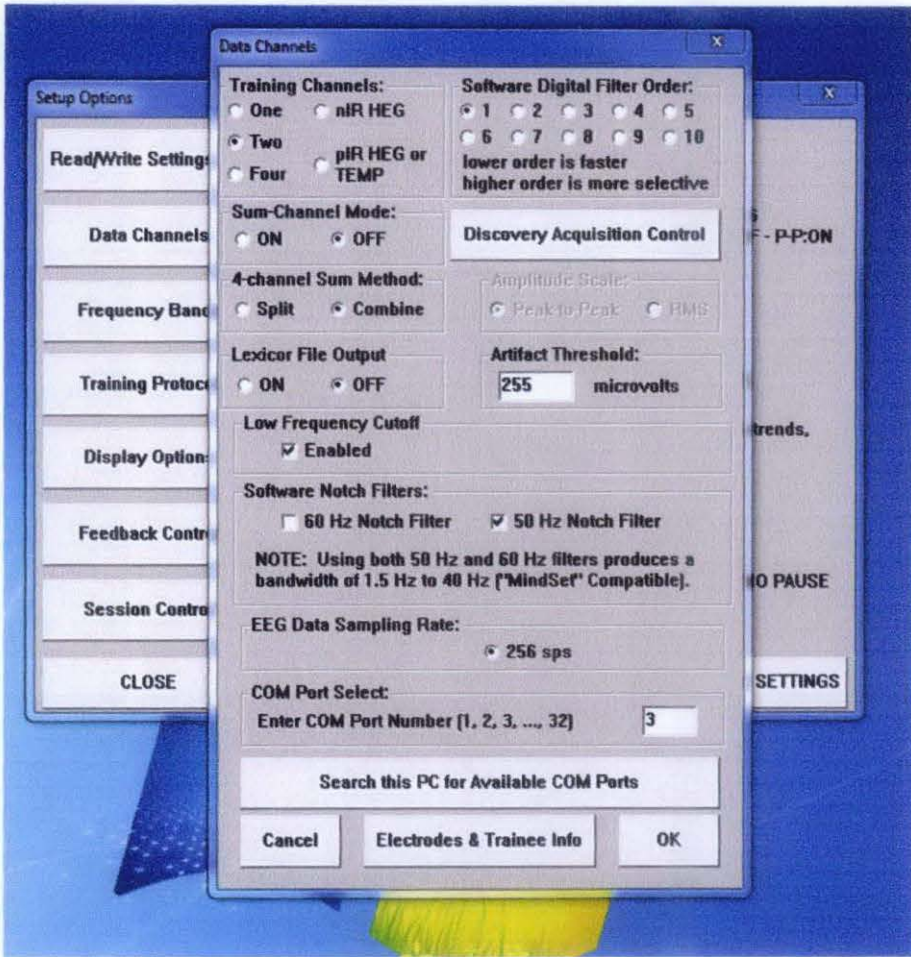 Data Channels
X
Training Channels:
One
nIR HEG
Two
pIR HEG or
TEMP
Four
Software Digital Filter Order:
1 2 3 4 5
6 7 8 9 10
lower order is faster
higher order is more selective
Sum-Channel Mode:
ON OFF
Discovery Acquisition Control
4-channel Sum Method:
Split Combine
Amplitude Scale:
Peak-to-Peak RMS
Lexicor File Output
ON OFF
Artifact Threshold:
255 microvolts
Low Frequency Cutoff
Enabled
Software Notch Filters:
60 Hz Notch Filter 50 Hz Notch Filter
NOTE: Using both 50 Hz and 60 Hz filters produces a
bandwidth of 1.5 Hz to 40 Hz ("MindSet" Compatible).
EEG Data Sampling Rate:
256 sps
COM Port Select:
Enter COM Port Number (1, 2, 3, ..., 32) 3
Search this PC for Available COM Ports
Cancel Electrodes & Trainee Info OK
Setup Options
X
Read/Write Settings
Data Channels
Frequency Band
Training Protoco
Display Option
Feedback Contr
Session Contro
CLOSE
F - P-P:ON
trends,
O PAUSE
SETTINGS